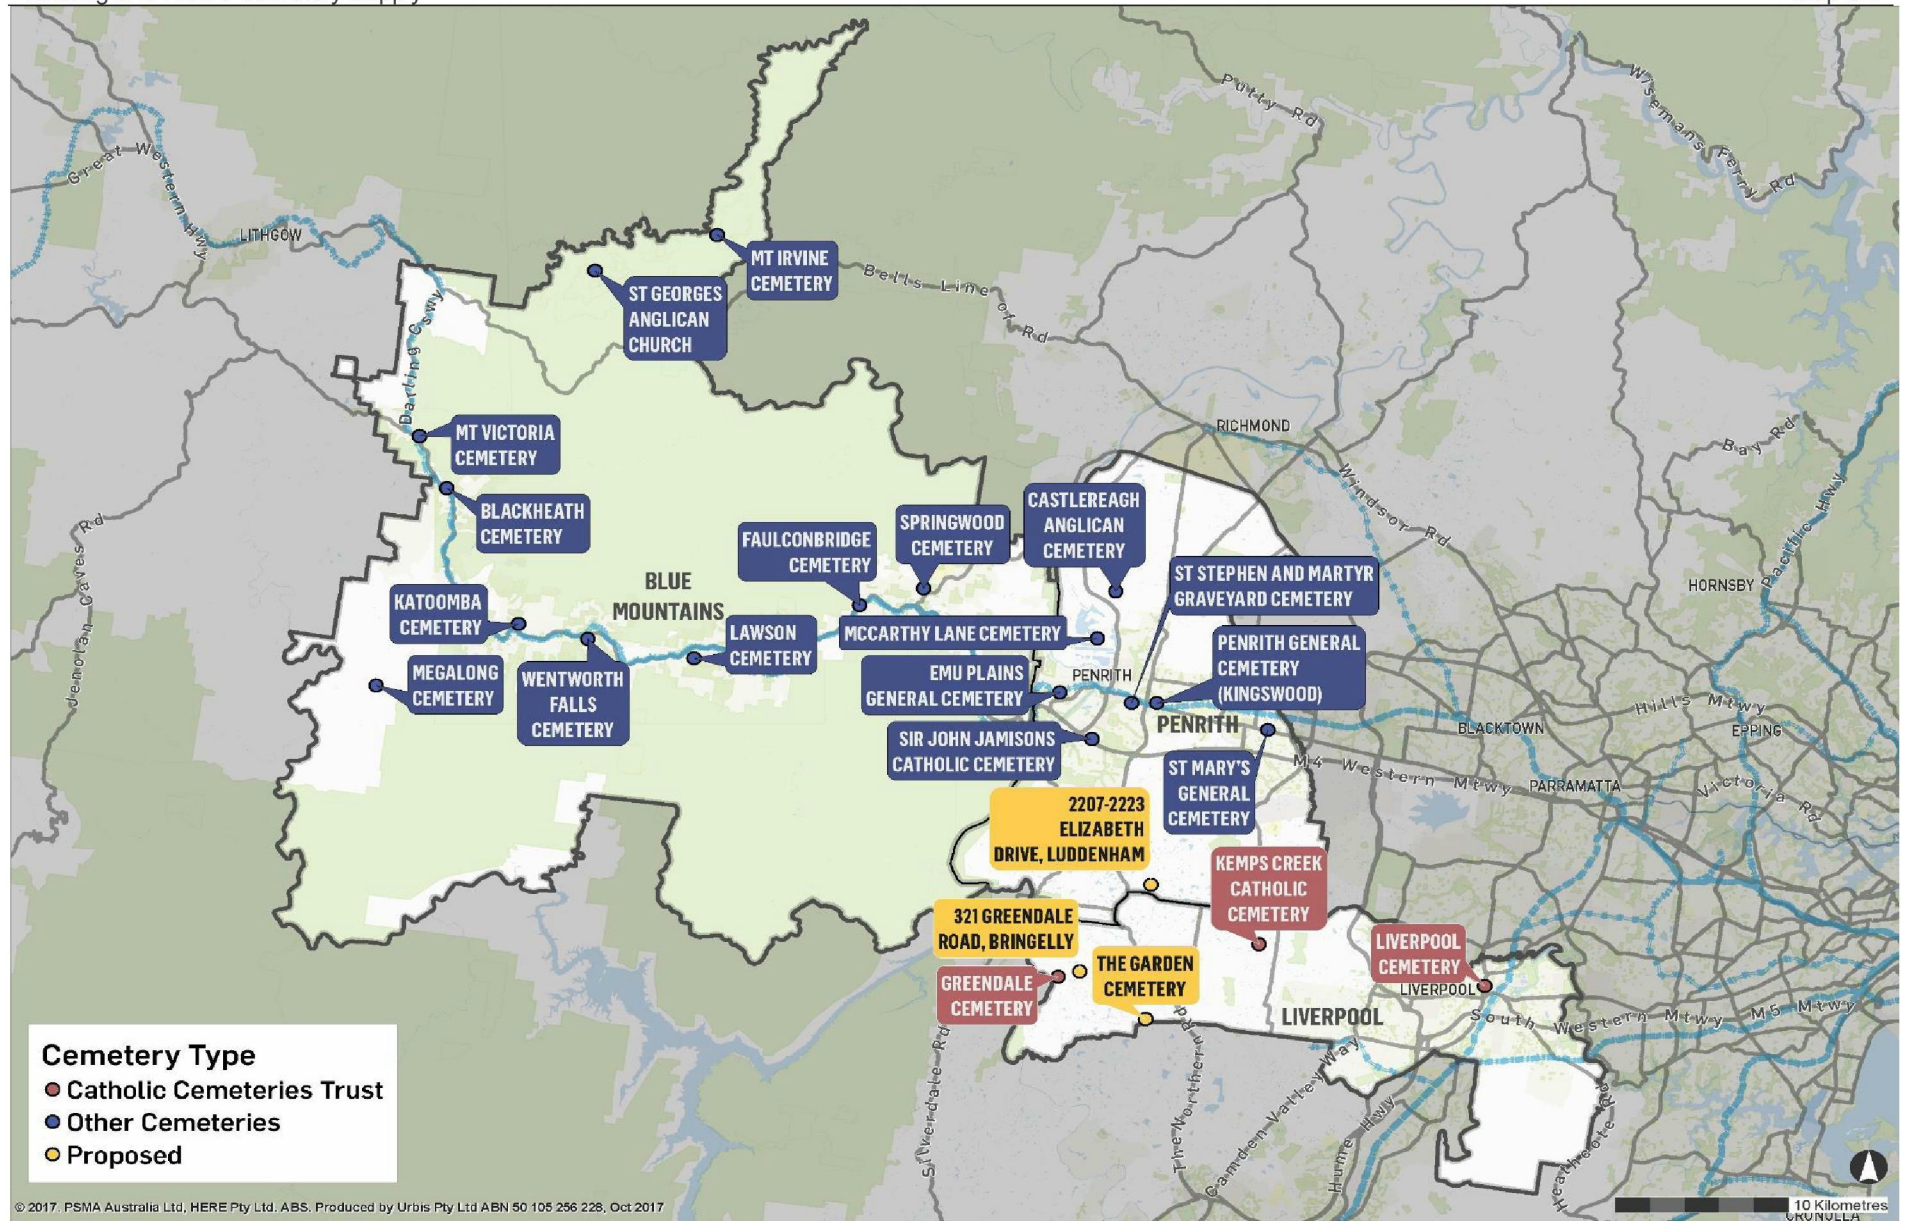 Putty Rd
Wisemans Ferry Rd
Great Western Hwy
LITHGOW
MT IRVINE
CEMETERY
Bells Line of Rd
ST GEORGES
ANGLICAN
CHURCH
Darling Cswy
MT VICTORIA
CEMETERY
RICHMOND
Bay Rd
Windsor Rd
Pacific Hwy
BLACKHEATH
CEMETERY
Jenolan Caves Rd
FAULCONBRIDGE
CEMETERY
SPRINGWOOD
CEMETERY
CASTLEREAGH
ANGLICAN
CEMETERY
ST STEPHEN AND MARTYR
GRAVEYARD CEMETERY
HORNSBY
BLUE
MOUNTAINS
KATOOMBA
CEMETERY
LAWSON
CEMETERY
MCCARTHY LANE CEMETERY
PENRITH GENERAL
CEMETERY
(KINGSWOOD)
MEGALONG
CEMETERY
WENTWORTH
FALLS
CEMETERY
EMU PLAINS
GENERAL CEMETERY
PENRITH
PENRITH
Hills Mtwy
BLACKTOWN
EPPING
SIR JOHN JAMISONS
CATHOLIC CEMETERY
ST MARY'S
GENERAL
CEMETERY
M4 Western Mtwy
PARRAMATTA
Victoria Rd
2207-2223
ELIZABETH
DRIVE, LUDDENHAM
KEMPS CREEK
CATHOLIC
CEMETERY
321 GREENDALE
ROAD, BRINGELLY
THE GARDEN
CEMETERY
GREENDALE
CEMETERY
LIVERPOOL
CEMETERY
LIVERPOOL
LIVERPOOL
South Western Mtwy
M5 Mtwy
Silverdale Rd
The Northern Rd
Camden Valley Way
Hume Hwy
Heathcote Rd
Cemetery Type
Catholic Cemeteries Trust
Other Cemeteries
Proposed
10 Kilometres
CRONULLA
© 2017. PSMA Australia Ltd, HERE Pty Ltd. ABS. Produced by Urbis Pty Ltd ABN 50 105 256 228, Oct 2017